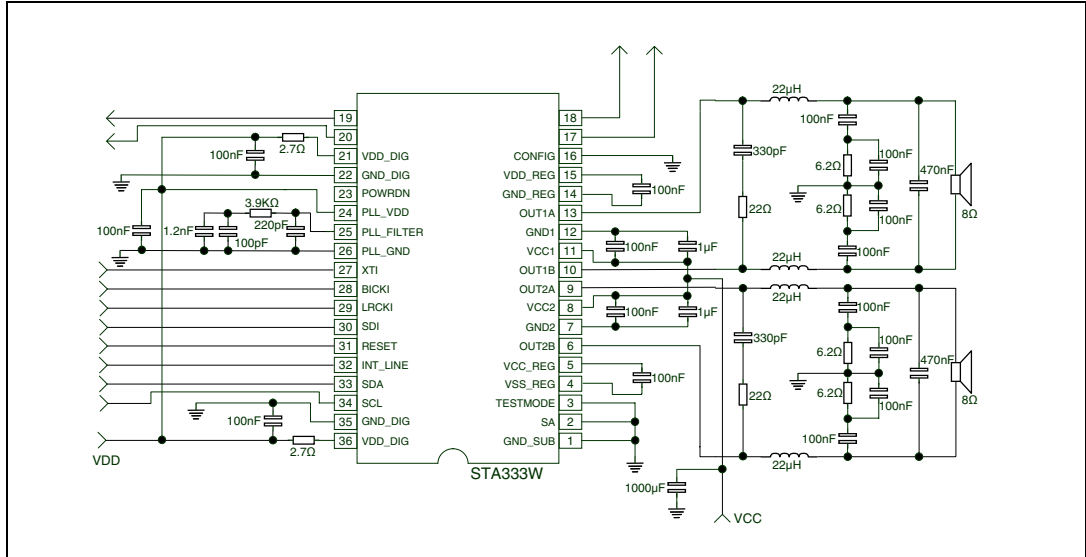 22µH
19
18
100nF
20
17
2.7Ω
100nF
330pF
100nF
21 VDD_DIG
CONFIG 16
6.2Ω
470nF
22 GND_DIG
VDD_REG 15
100nF
23 POWRDN
GND_REG 14
3.9KΩ
24 PLL_VDD
OUT1A 13
22Ω
6.2Ω
100nF
8Ω
100nF
1.2nF
100pF
220pF
25 PLL_FILTER
GND1 12
100nF
1µF
26 PLL_GND
VCC1 11
100nF
27 XTI
OUT1B 10
22µH
28 BICKI
OUT2A 9
22µH
29 LRCKI
VCC2 8
100nF
1µF
100nF
30 SDI
GND2 7
330pF
31 RESET
OUT2B 6
6.2Ω
100nF
470nF
32 INT_LINE
VCC_REG 5
100nF
33 SDA
VSS_REG 4
22Ω
6.2Ω
100nF
8Ω
34 SCL
TESTMODE 3
100nF
35 GND_DIG
SA 2
100nF
36 VDD_DIG
GND_SUB 1
VDD
2.7Ω
22µH
STA333W
1000µF
VCC